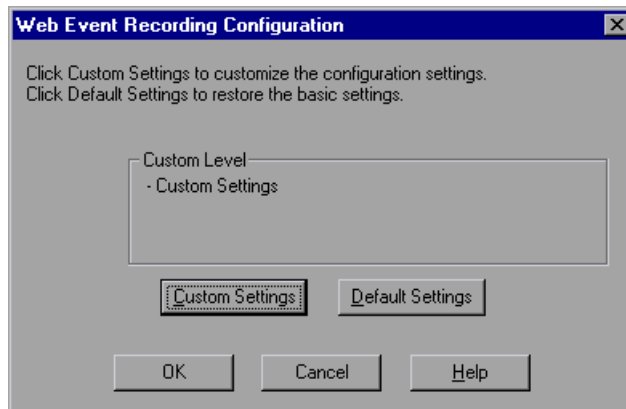 Web Event Recording Configuration
Click Custom Settings to customize the configuration settings.
Click Default Settings to restore the basic settings.
Custom Level
- Custom Settings
Custom Settings Default Settings
OK Cancel Help